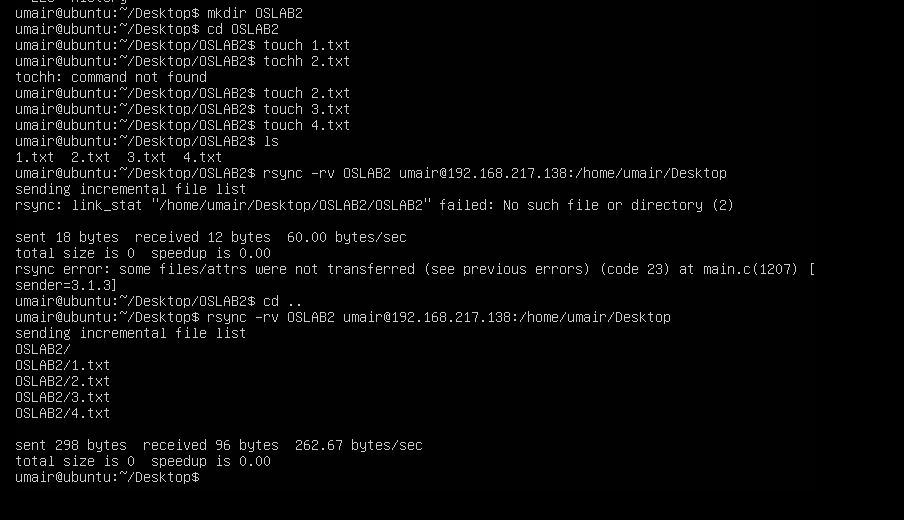 umair@ubuntu:~/Desktop$ mkdir OSLAB2
umair@ubuntu:~/Desktop$ cd OSLAB2
umair@ubuntu:~/Desktop/OSLAB2$ touch 1.txt
umair@ubuntu:~/Desktop/OSLAB2$ tochh 2.txt
tochh: command not found
umair@ubuntu:~/Desktop/OSLAB2$ touch 2.txt
umair@ubuntu:~/Desktop/OSLAB2$ touch 3.txt
umair@ubuntu:~/Desktop/OSLAB2$ touch 4.txt
umair@ubuntu:~/Desktop/OSLAB2$ ls
1.txt  2.txt  3.txt  4.txt
umair@ubuntu:~/Desktop/OSLAB2$ rsync -rv OSLAB2 umair@192.168.217.138:/home/umair/Desktop
sending incremental file list
rsync: link_stat "/home/umair/Desktop/OSLAB2/OSLAB2" failed: No such file or directory (2)
sent 18 bytes  received 12 bytes  60.00 bytes/sec
total size is 0  speedup is 0.00
rsync error: some files/attrs were not transferred (see previous errors) (code 23) at main.c(1207) [
sender=3.1.3]
umair@ubuntu:~/Desktop/OSLAB2$ cd ..
umair@ubuntu:~/Desktop$ rsync -rv OSLAB2 umair@192.168.217.138:/home/umair/Desktop
sending incremental file list
OSLAB2/
OSLAB2/1.txt
OSLAB2/2.txt
OSLAB2/3.txt
OSLAB2/4.txt
sent 298 bytes  received 96 bytes  262.67 bytes/sec
total size is 0  speedup is 0.00
umair@ubuntu:~/Desktop$